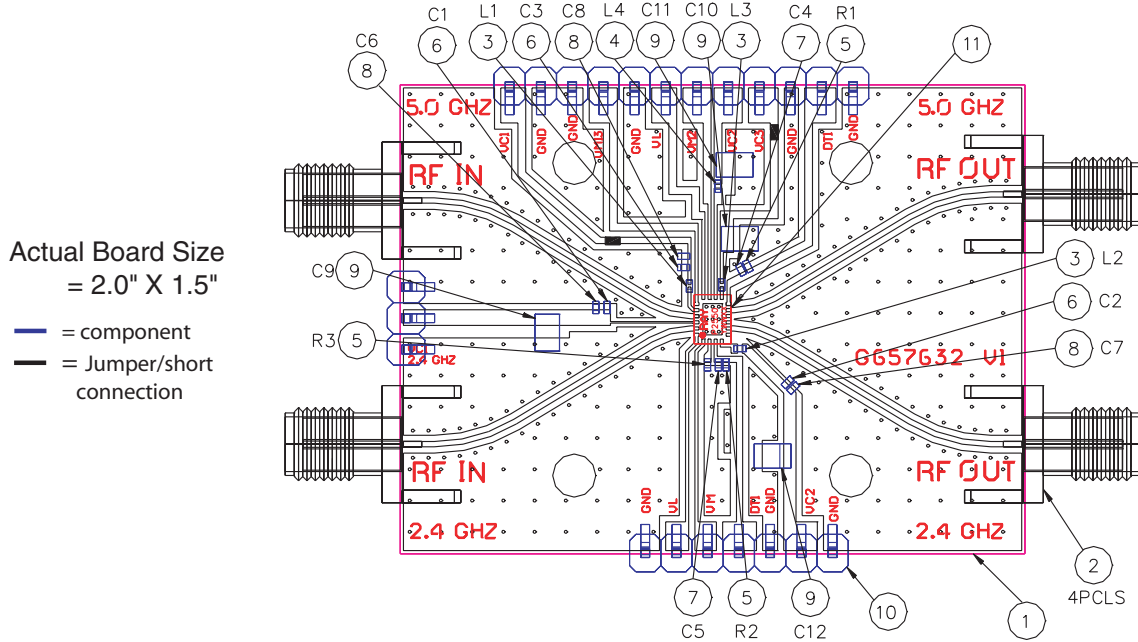 C1 L1 C3 C8 L4 C11 C10 L3 C4 R1
C6 6 3 6 8 4 9 9 3 7 5 11
8
5.0 GHZ 5.0 GHZ
VC1 GND GND VM3 GND VL VM2 VC2 VC3 GND DT1 GND
RF IN RF OUT
Actual Board Size
= 2.0" X 1.5"
C9 9
3 L2
= component
6 C2
R3 5
VC1
2.4 GHZ
GG57G32 V1
8 C7
= Jumper/short
connection
RF IN RF OUT
GND VL VM DM GND VC2 GND
2.4 GHZ 2.4 GHZ
2
4PCLS
7 5 9 10 1
C5 R2 C12